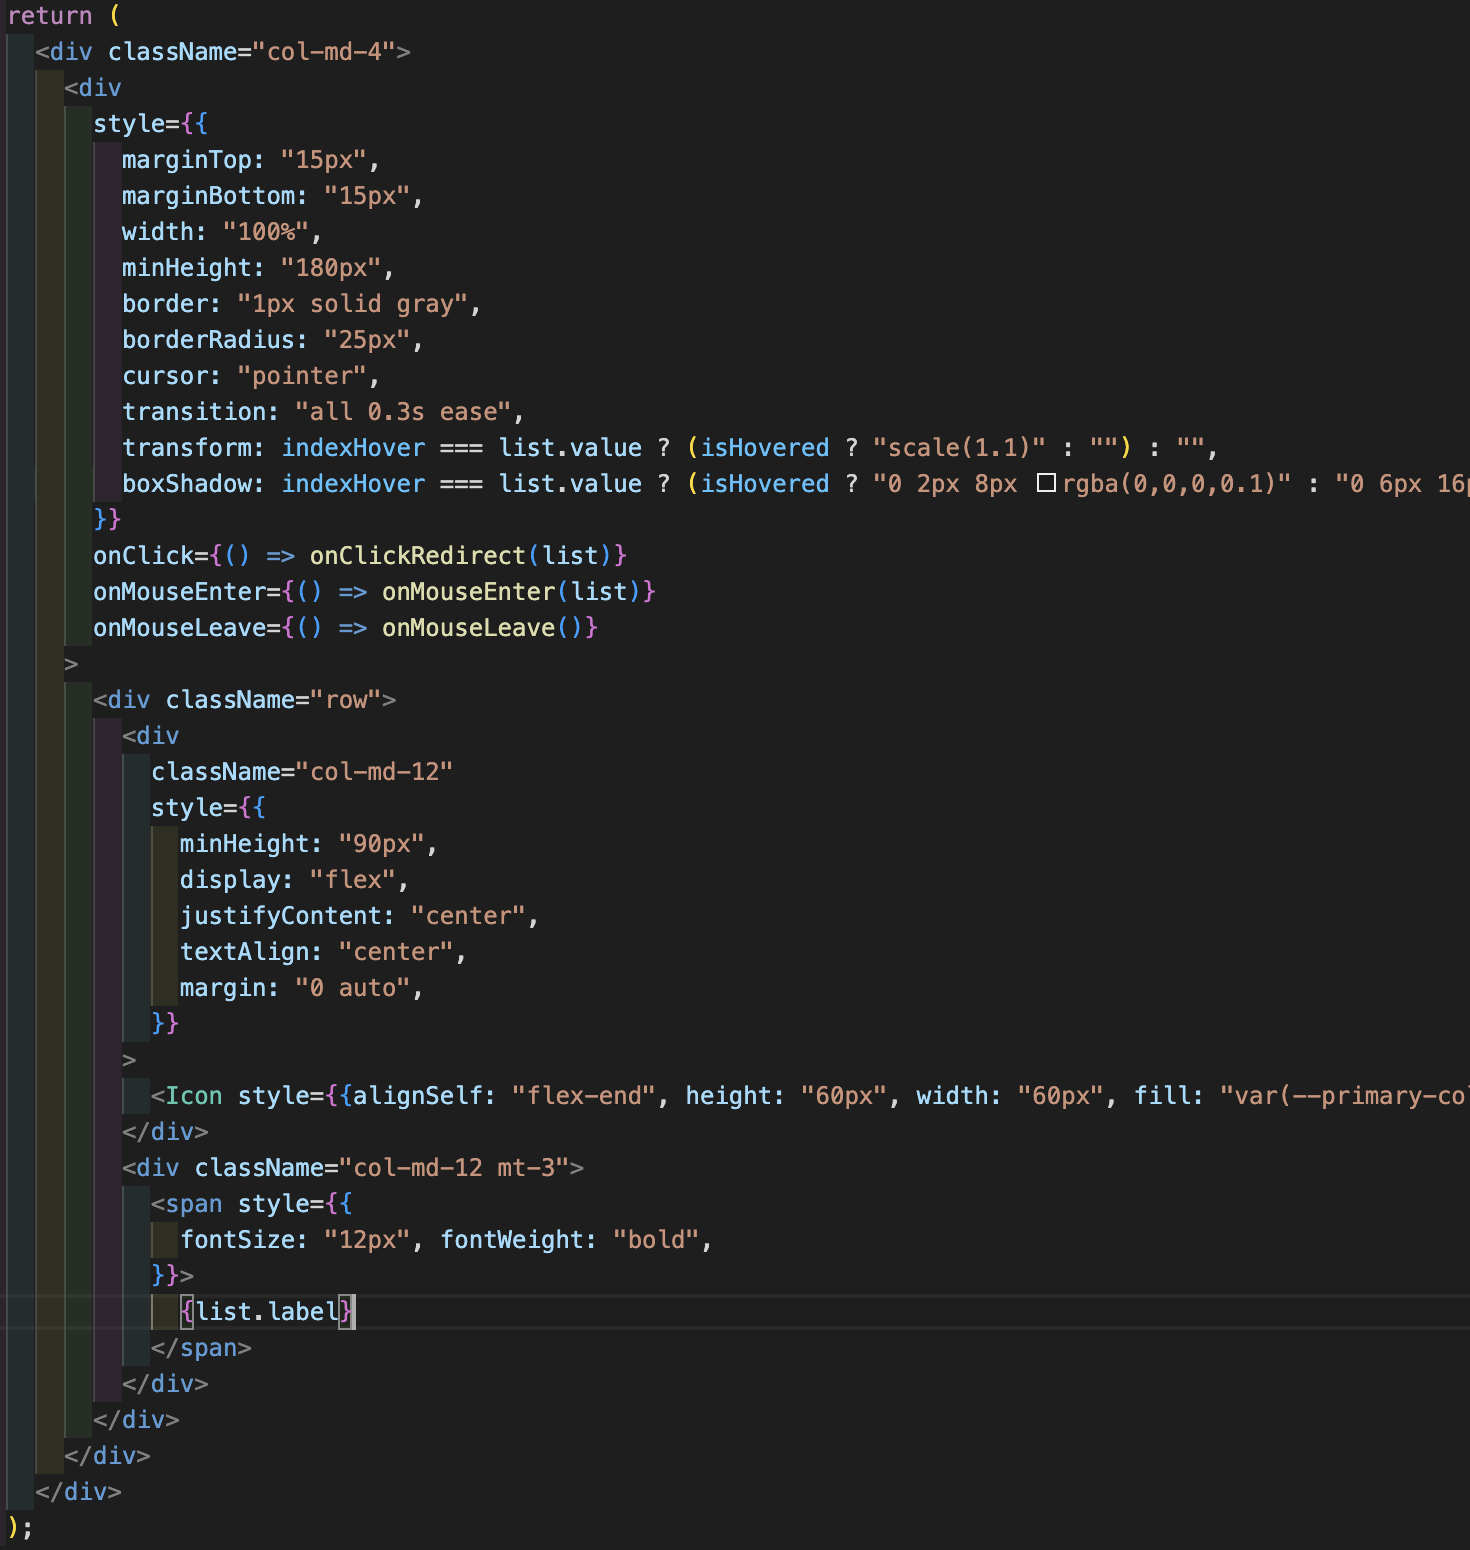 return (
<div className="col-md-4">
<div
style={{
marginTop: "15px",
marginBottom: "15px",
width: "100%",
minHeight: "180px",
border: "1px solid gray",
borderRadius: "25px",
cursor: "pointer",
transition: "all 0.3s ease",
transform: indexHover === list.value ? (isHovered ? "scale(1.1)" : "") : "",
boxShadow: indexHover === list.value ? (isHovered ? "0 2px 8px rgba(0,0,0,0.1)" : "0 6px 16p
}}
onClick={() => onClickRedirect(list)}
onMouseEnter={() => onMouseEnter(list)}
onMouseLeave={() => onMouseLeave()}
>
<div className="row">
<div
className="col-md-12"
style={{
minHeight: "90px",
display: "flex",
justifyContent: "center",
textAlign: "center",
margin: "0 auto",
}}
>
<Icon style={{alignSelf: "flex-end", height: "60px", width: "60px", fill: "var(--primary-co
</div>
<div className="col-md-12 mt-3">
<span style={{
fontSize: "12px", fontWeight: "bold",
}}>
{list.label}
</span>
</div>
</div>
</div>
</div>
);